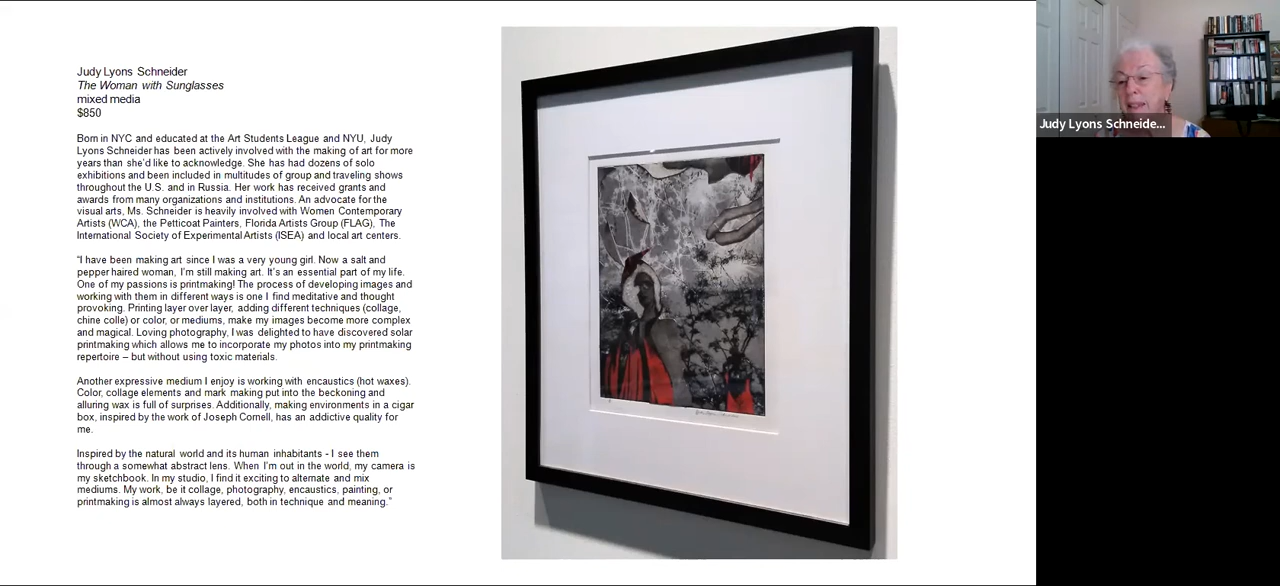 Judy Lyons Schneider
The Woman with Sunglasses
mixed media
$850
Born in NYC and educated at the Art Students League and NYU, Judy
Lyons Schneider has been actively involved with the making of art for more
years than she'd like to acknowledge. She has had dozens of solo
exhibitions and been included in multitudes of group and traveling shows
throughout the U.S. and in Russia. Her work has received grants and
awards from many organizations and institutions. An advocate for the
visual arts, Ms. Schneider is heavily involved with Women Contemporary
Artists (WCA), the Petticoat Painters, Florida Artists Group (FLAG), The
International Society of Experimental Artists (ISEA) and local art centers.
“I have been making art since I was a very young girl. Now a salt and
pepper haired woman, I'm still making art. It's an essential part of my life.
One of my passions is printmaking! The process of developing images and
working with them in different ways is one I find meditative and thought
provoking. Printing layer over layer, adding different techniques (collage,
chine colle) or color, or mediums, make my images become more complex
and magical. Loving photography, I was delighted to have discovered solar
printmaking which allows me to incorporate my photos into my printmaking
repertoire – but without using toxic materials.
Another expressive medium I enjoy is working with encaustics (hot waxes).
Color, collage elements and mark making put into the beckoning and
alluring wax is full of surprises. Additionally, making environments in a cigar
box, inspired by the work of Joseph Cornell, has an addictive quality for
me.
Inspired by the natural world and its human inhabitants - I see them
through a somewhat abstract lens. When I'm out in the world, my camera is
my sketchbook. In my studio, I find it exciting to alternate and mix
mediums. My work, be it collage, photography, encaustics, painting, or
printmaking is almost always layered, both in technique and meaning.”
Judy Lyons Schneide...